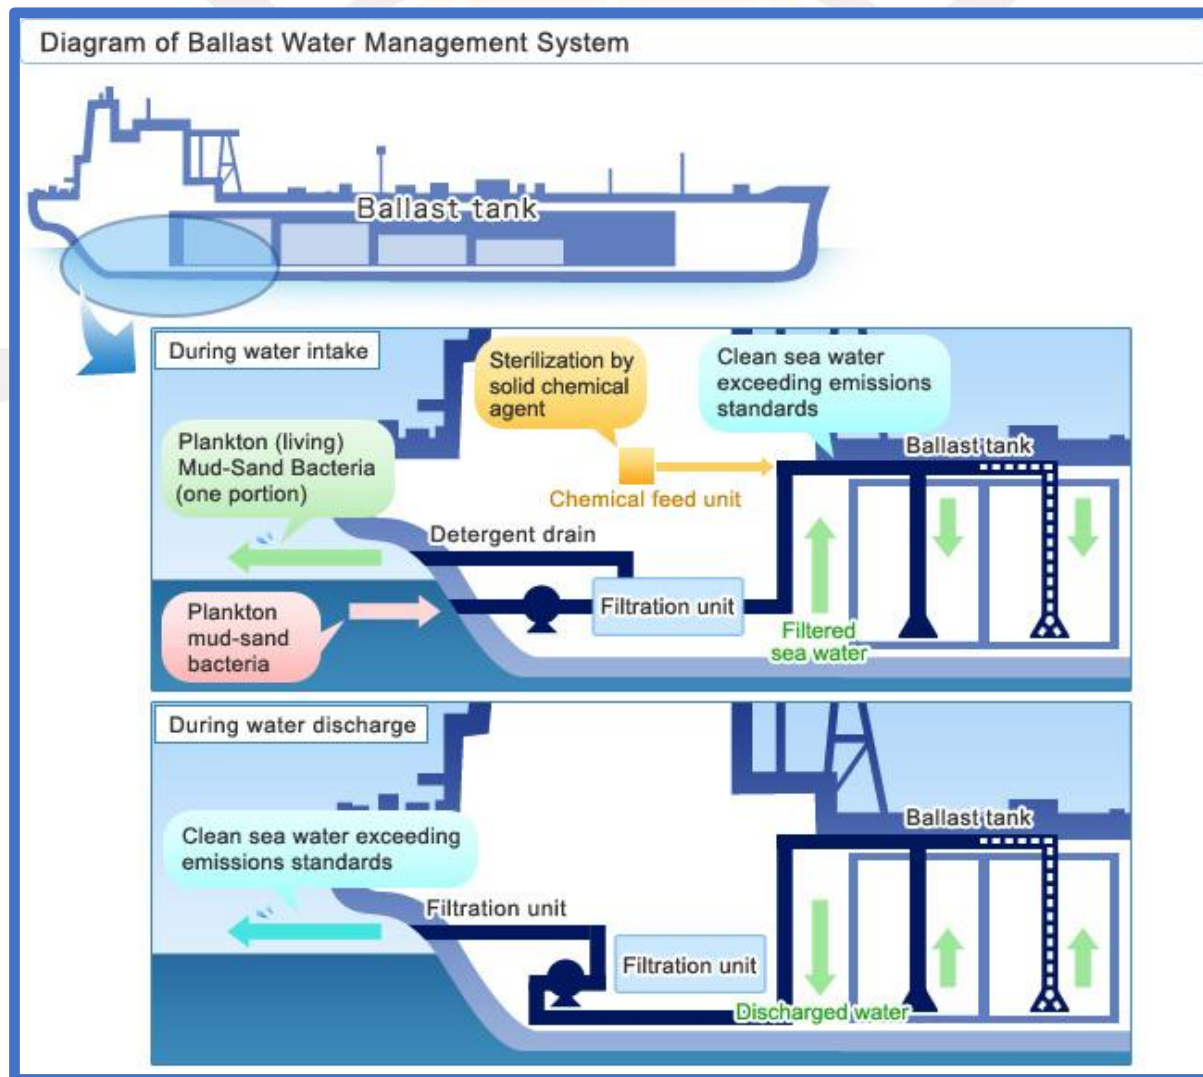 Diagram of Ballast Water Management System
Ballast tank
During water intake
Sterilization by
solid chemical
agent
Clean sea water
exceeding emissions
standards
Plankton (living)
Mud-Sand Bacteria
(one portion)
Ballast tank
Chemical feed unit
Detergent drain
Filtration unit
Plankton
mud-sand
bacteria
Filtered
sea water
During water discharge
Ballast tank
Clean sea water exceeding
emissions standards
Filtration unit
Filtration unit
Discharged water